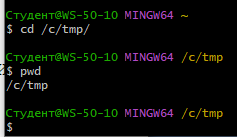 Студент@WS-50-10 MINGW64 ~
$ cd /c/tmp/
Студент@WS-50-10 MINGW64 /c/tmp
$ pwd
/c/tmp
Студент@WS-50-10 MINGW64 /c/tmp
$